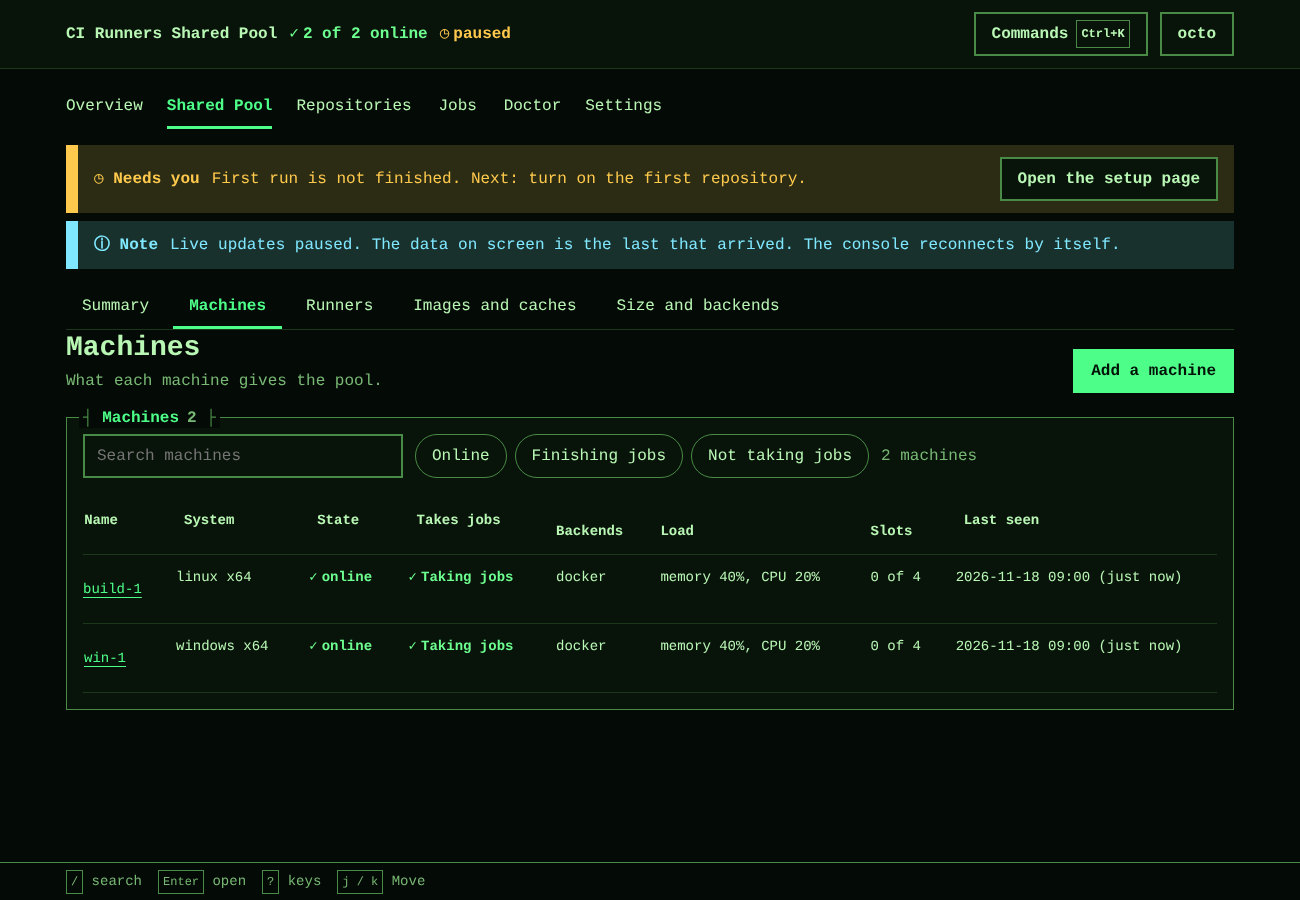 CI Runners Shared Pool ✓ 2 of 2 online ◷ paused Commands Ctrl+K octo
Overview Shared Pool Repositories Jobs Doctor Settings
◷ Needs you First run is not finished. Next: turn on the first repository. Open the setup page
ⓘ Note Live updates paused. The data on screen is the last that arrived. The console reconnects by itself.
Summary Machines Runners Images and caches Size and backends
Machines
What each machine gives the pool.
Add a machine
┤ Machines 2 ├
Search machines Online Finishing jobs Not taking jobs 2 machines
Name System State Takes jobs Backends Load Slots Last seen
build-1 linux x64 ✓ online ✓ Taking jobs docker memory 40%, CPU 20% 0 of 4 2026-11-18 09:00 (just now)
win-1 windows x64 ✓ online ✓ Taking jobs docker memory 40%, CPU 20% 0 of 4 2026-11-18 09:00 (just now)
/ search Enter open ? keys j / k Move